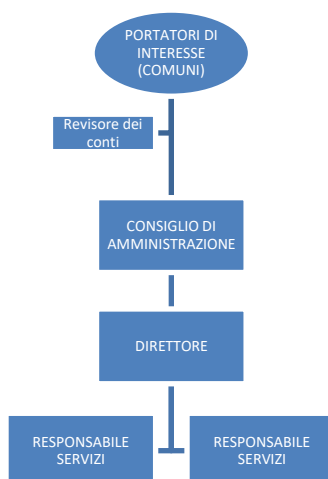 PORTATORI DI
INTERESSE
(COMUNI)
Revisore dei
conti
CONSIGLIO DI
AMMINISTRAZIONE
DIRETTORE
RESPONSABILE
SERVIZI
RESPONSABILE
SERVIZI